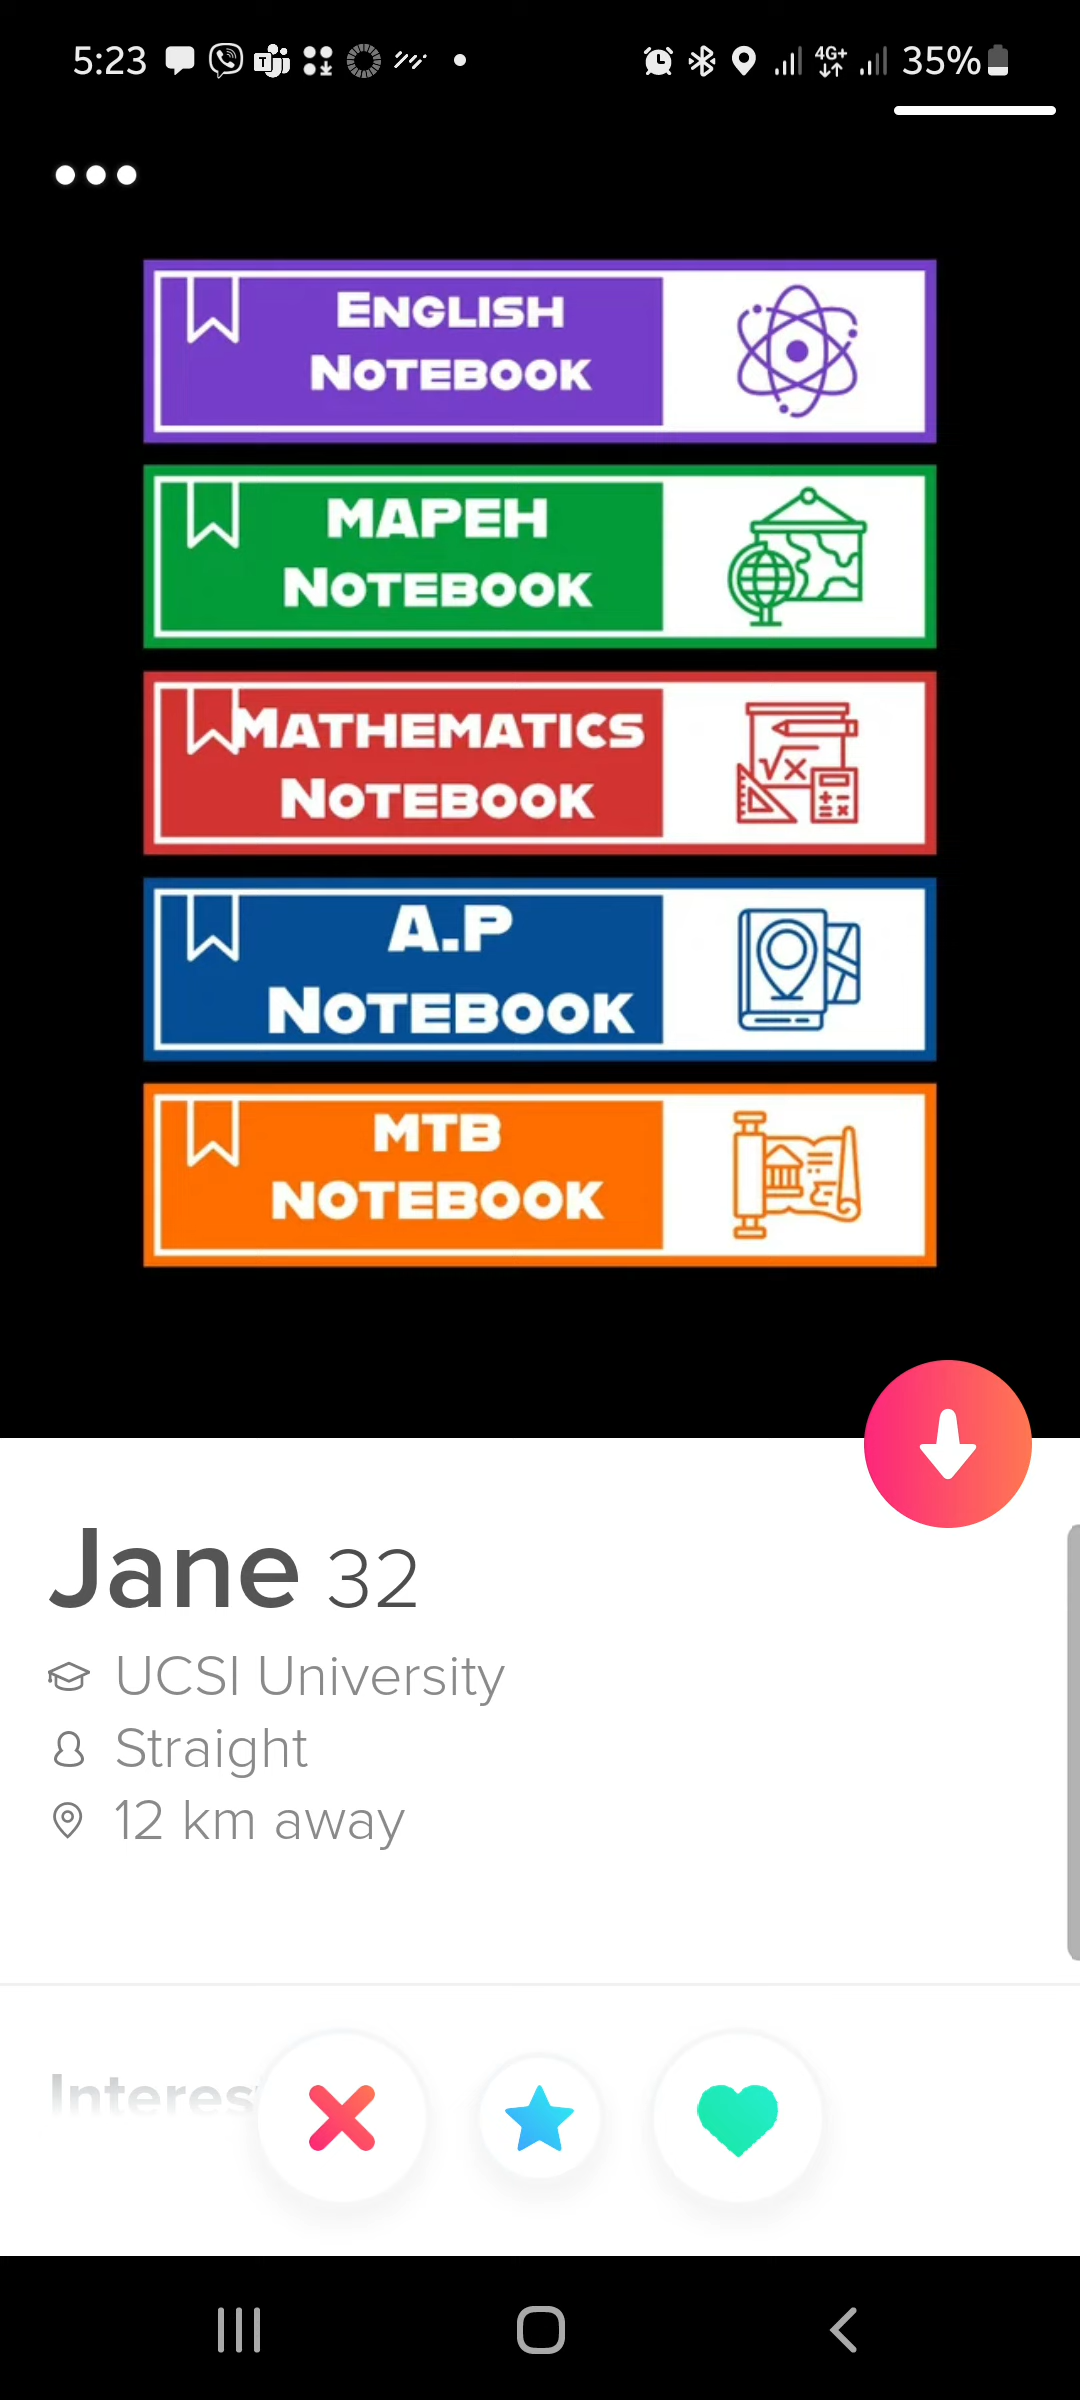 5:23
4G+
35%
ENGLISH
NOTEBOOK
MAPEH
NOTEBOOK
MATHEMATICS
NOTEBOOK
A.P
NOTEBOOK
MTB
NOTEBOOK
Jane 32
UCSI University
Straight
12 km away